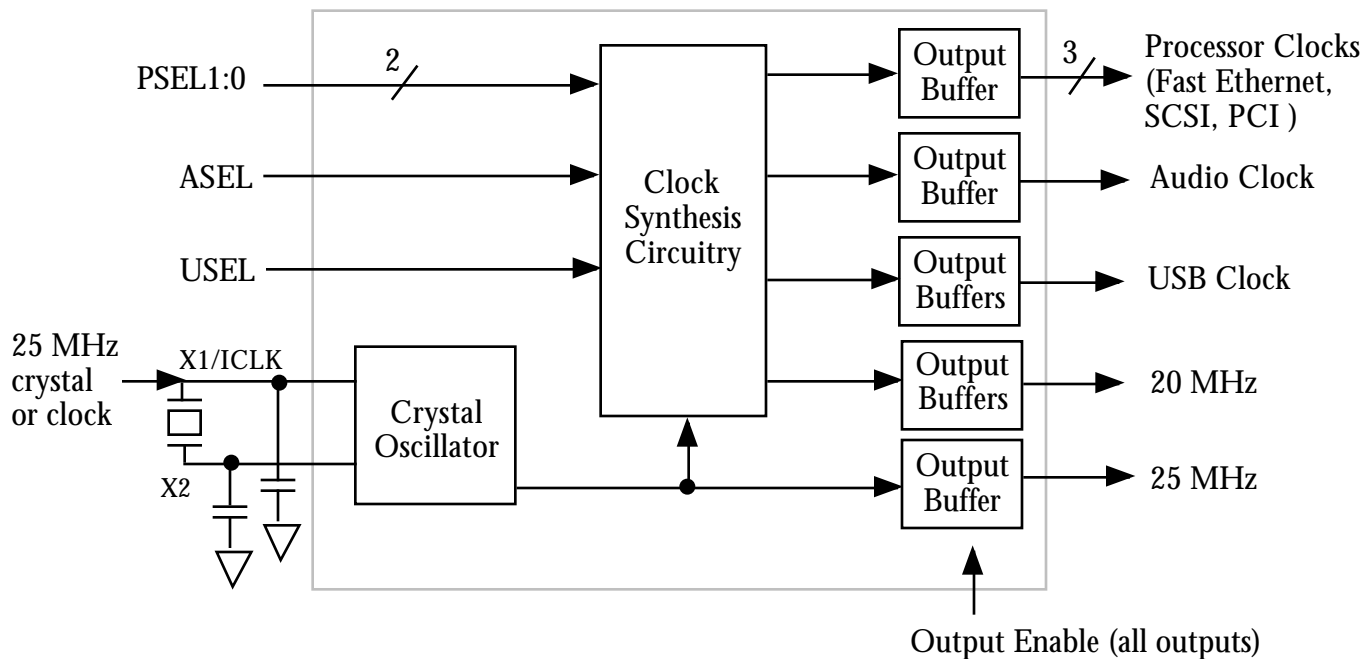 PSEL1:0
2
Output
Buffer
3
Processor Clocks
(Fast Ethernet,
SCSI, PCI )
ASEL
Clock
Synthesis
Circuitry
Output
Buffer
Audio Clock
USEL
Output
Buffers
USB Clock
25 MHz
crystal
or clock
X1/ICLK
X2
Crystal
Oscillator
Output
Buffers
20 MHz
Output
Buffer
25 MHz
Output Enable (all outputs)